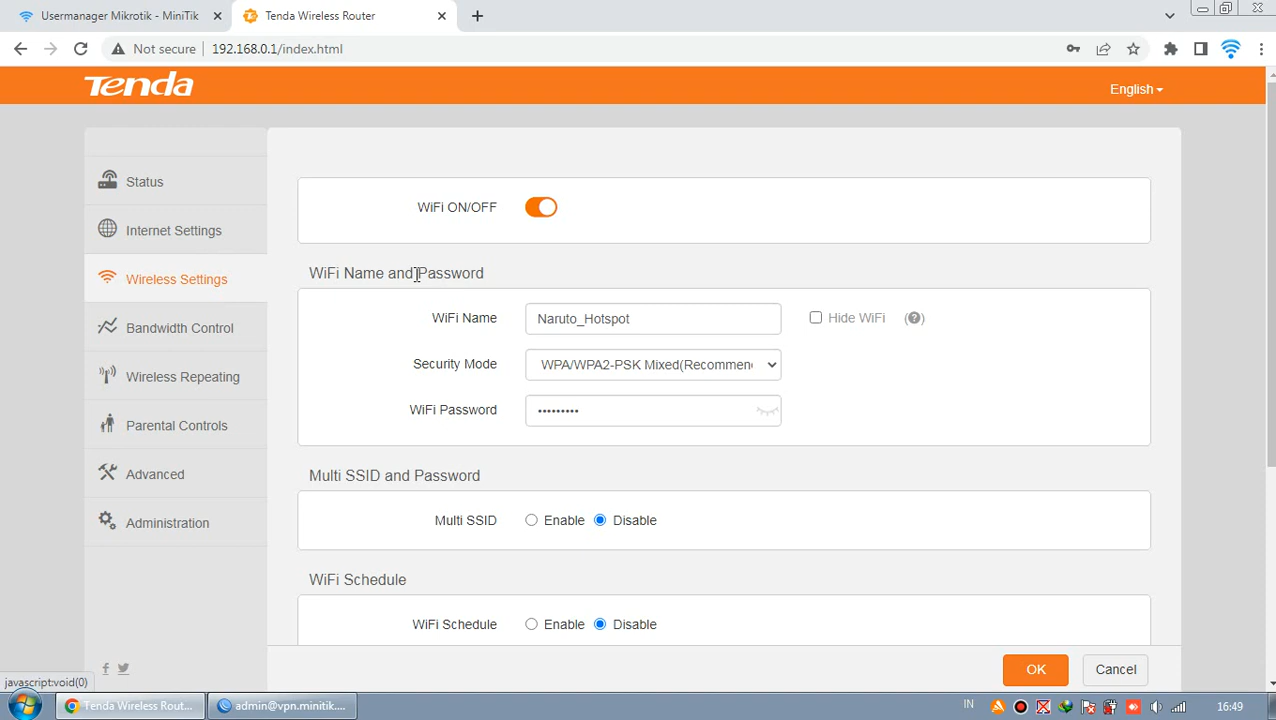 Usermanager Mikrotik - MiniTik
Tenda Wireless Router
Not secure
192.168.0.1/index.html
Tenda
English
Status
Internet Settings
Wireless Settings
Bandwidth Control
Wireless Repeating
Parental Controls
Advanced
Administration
WiFi ON/OFF
WiFi Name and Password
WiFi Name
Naruto_Hotspot
Hide WiFi (?)
Security Mode
WPA/WPA2-PSK Mixed(Recommen
WiFi Password
•••••••••
Multi SSID and Password
Multi SSID
Enable
Disable
WiFi Schedule
WiFi Schedule
Enable
Disable
OK
Cancel
javascript:void(0)
Tenda Wireless Rout...
admin@vpn.minitik....
IN
16:49